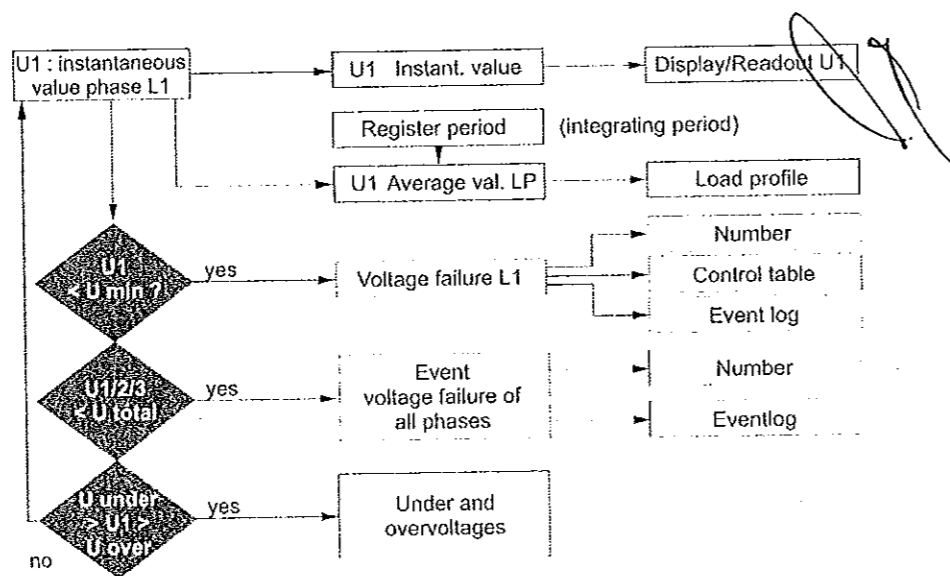 U1 : instantaneous
value phase L1
U1 Instant. value
Display/Readout U1
Register period
(integrating period)
U1 Average val. LP
Load profile
U1
< U min ?
yes
Voltage failure L1
Number
Control table
Event log
U1/2/3
< U total
yes
Event
voltage failure of
all phases
Number
Eventlog
U under
> U1 >
U over
yes
no
Under and
overvoltages